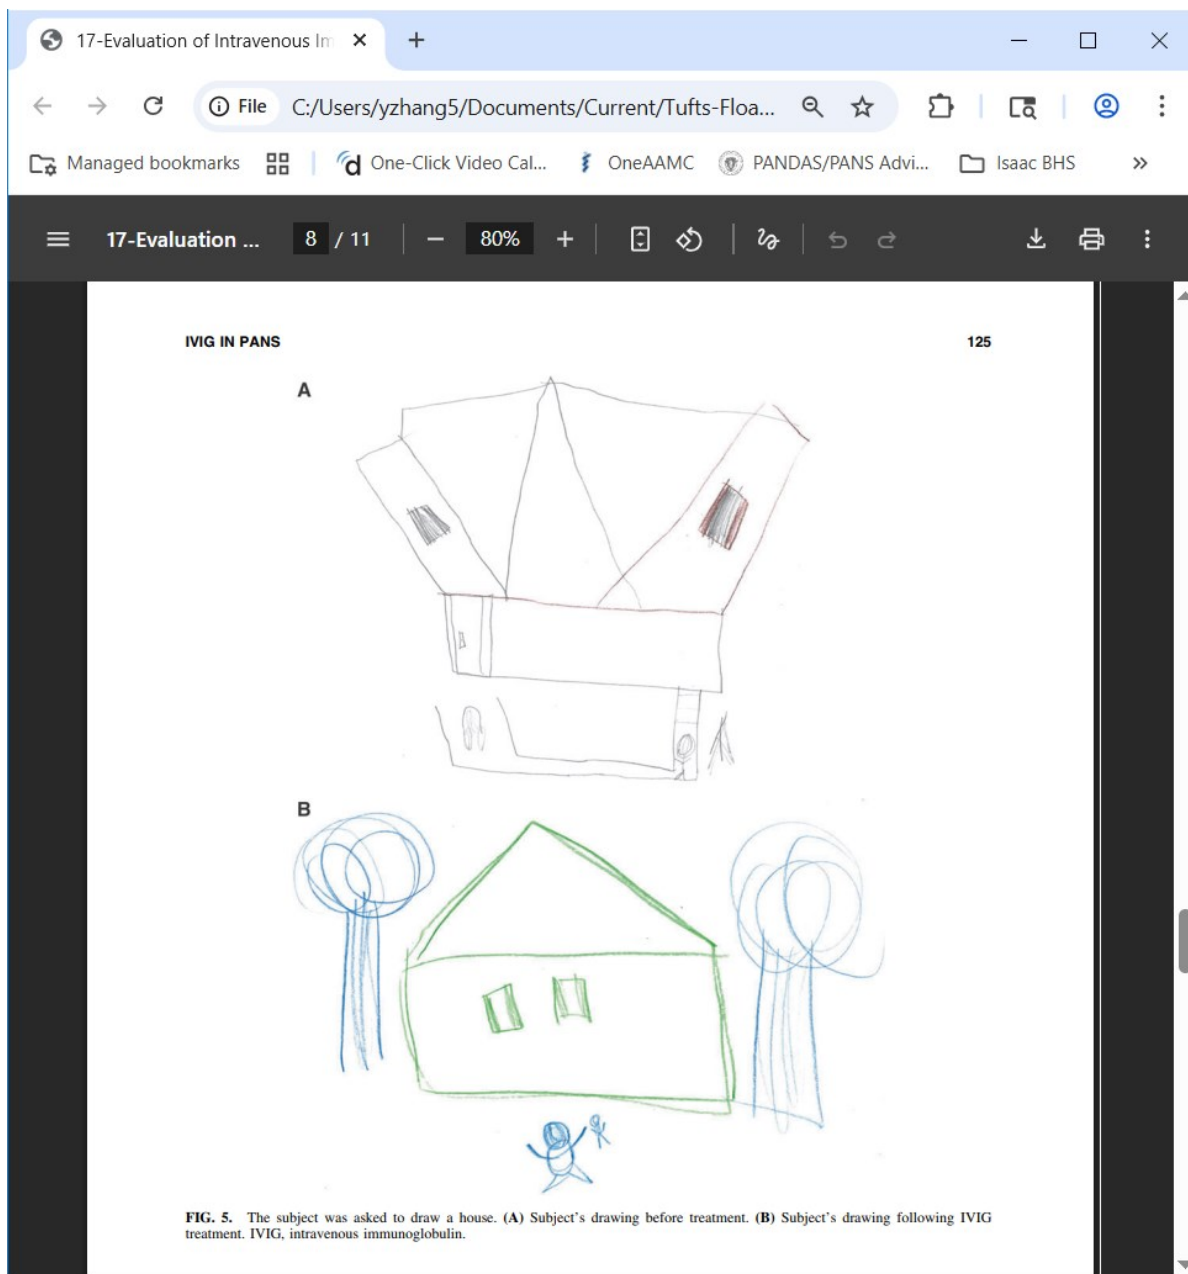 17-Evaluation of Intravenous Im
File
C:/Users/yzhang5/Documents/Current/Tufts-Floa...
Managed bookmarks
One-Click Video Cal...
OneAAMC
PANDAS/PANS Advi...
Isaac BHS
17-Evaluation ...
8 / 11
80%
IVIG IN PANS
125
A
B
FIG. 5. The subject was asked to draw a house. (A) Subject's drawing before treatment. (B) Subject's drawing following IVIG
treatment. IVIG, intravenous immunoglobulin.